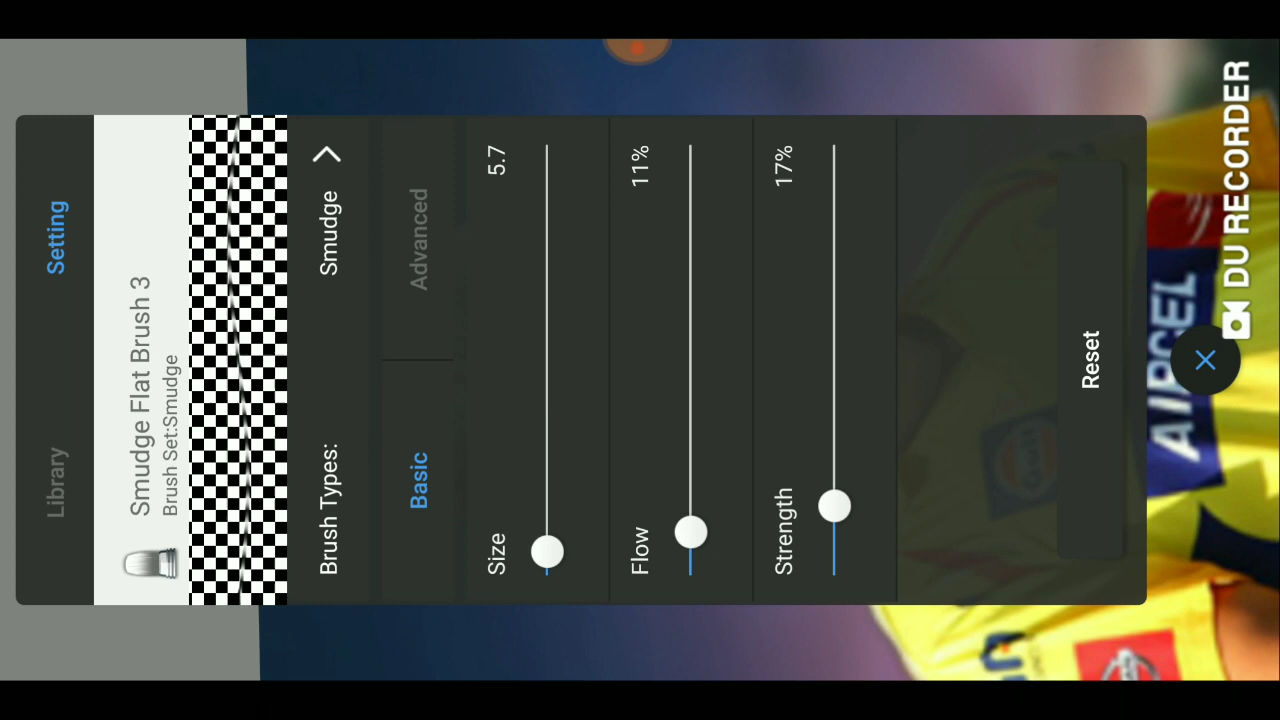 Library Setting
Smudge Flat Brush 3
Brush Set:Smudge
Brush Types: Smudge
Basic Advanced
Size 5.7
Flow 11%
Strength 17%
Reset
Gulf
AIRCEL
DU RECORDER